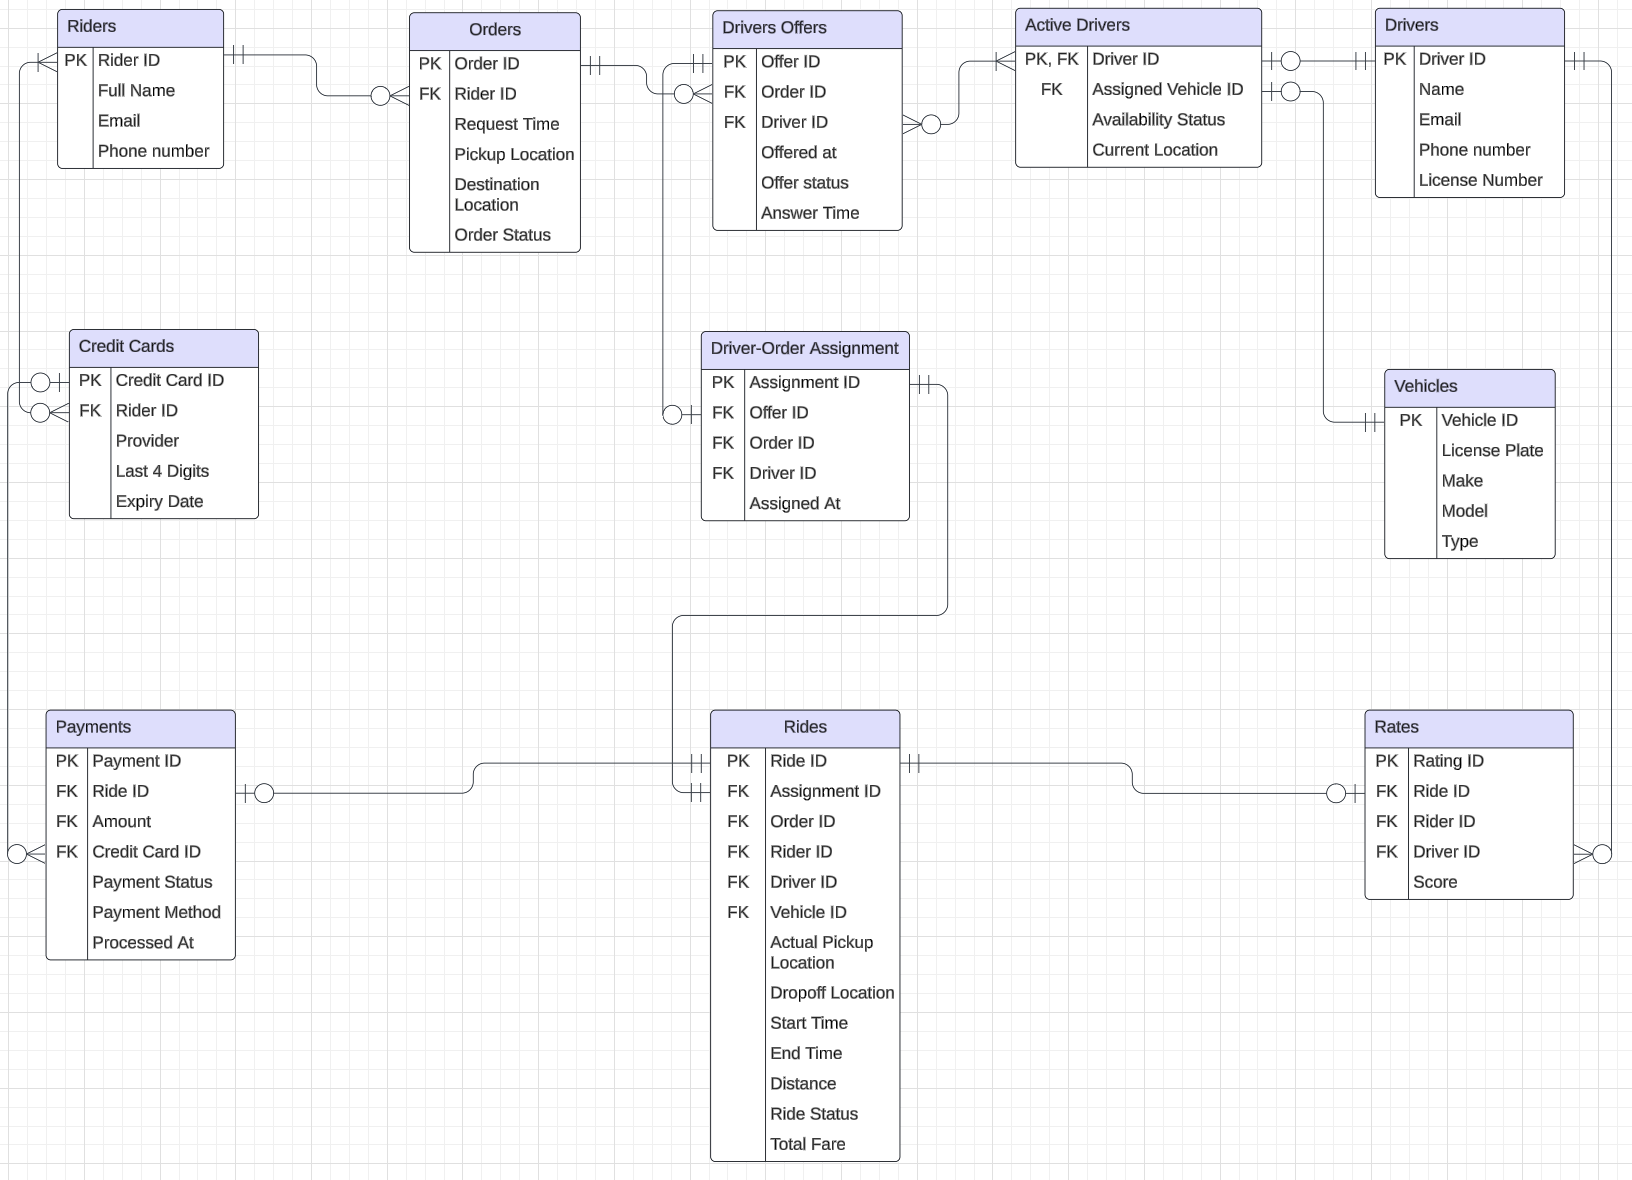 Riders
PK Rider ID
Full Name
Email
Phone number
Orders
PK Order ID
FK Rider ID
Request Time
Pickup Location
Destination
Location
Order Status
Drivers Offers
PK Offer ID
FK Order ID
FK Driver ID
Offered at
Offer status
Answer Time
Active Drivers
PK, FK Driver ID
FK Assigned Vehicle ID
Availability Status
Current Location
Drivers
PK Driver ID
Name
Email
Phone number
License Number
Credit Cards
PK Credit Card ID
FK Rider ID
Provider
Last 4 Digits
Expiry Date
Driver-Order Assignment
PK Assignment ID
FK Offer ID
FK Order ID
FK Driver ID
Assigned At
Vehicles
PK Vehicle ID
License Plate
Make
Model
Type
Payments
PK Payment ID
FK Ride ID
FK Amount
FK Credit Card ID
Payment Status
Payment Method
Processed At
Rides
PK Ride ID
FK Assignment ID
FK Order ID
FK Rider ID
FK Driver ID
FK Vehicle ID
Actual Pickup
Location
Dropoff Location
Start Time
End Time
Distance
Ride Status
Total Fare
Rates
PK Rating ID
FK Ride ID
FK Rider ID
FK Driver ID
Score